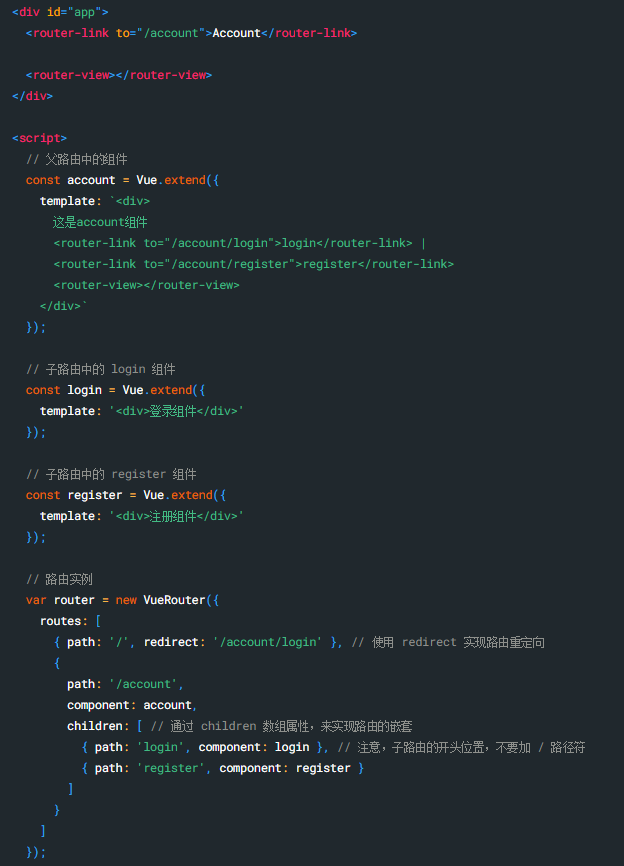 <div id="app">
  <router-link to="/account">Account</router-link>

  <router-view></router-view>
</div>

<script>
  // 父路由中的组件
  const account = Vue.extend({
    template: `<div>
      这是account组件
      <router-link to="/account/login">login</router-link> |
      <router-link to="/account/register">register</router-link>
      <router-view></router-view>
    </div>`
  });

  // 子路由中的 login 组件
  const login = Vue.extend({
    template: '<div>登录组件</div>'
  });

  // 子路由中的 register 组件
  const register = Vue.extend({
    template: '<div>注册组件</div>'
  });

  // 路由实例
  var router = new VueRouter({
    routes: [
      { path: '/', redirect: '/account/login' }, // 使用 redirect 实现路由重定向
      {
        path: '/account',
        component: account,
        children: [ // 通过 children 数组属性，来实现路由的嵌套
          { path: 'login', component: login }, // 注意，子路由的开头位置，不要加 / 路径符
          { path: 'register', component: register }
        ]
      }
    ]
  });